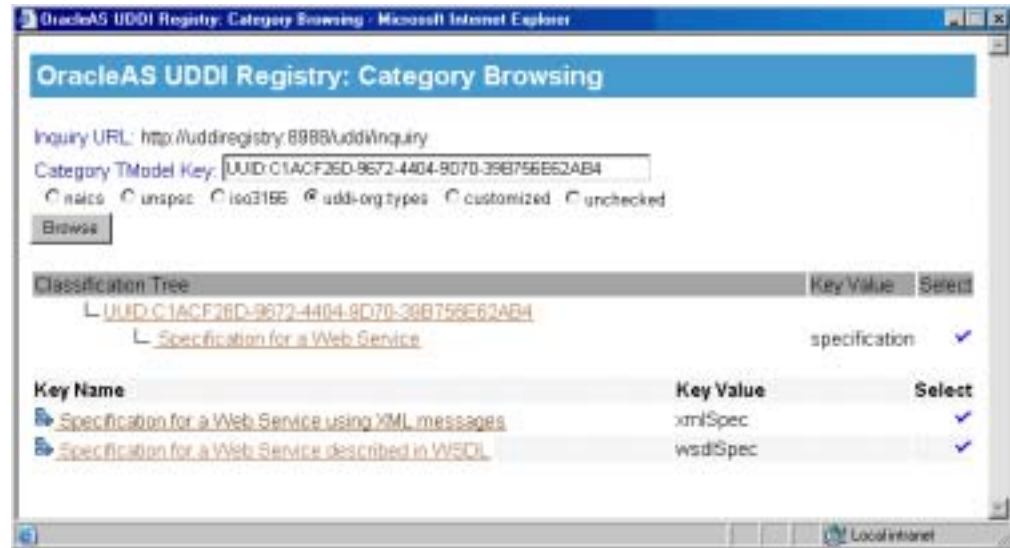 OracleAS UDDI Registry: Category Browsing - Microsoft Internet Explorer
OracleAS UDDI Registry: Category Browsing
Inquiry URL: http://uddiregistry:8988/uddi/inquiry
Category TModel Key: UUID:C1ACF26D-9672-4404-9D70-39B756E62AB4
naics unspsc iso3166 uddi-org:types customized unchecked
Browse
Classification Tree Key Value Select
UUID:C1ACF26D-9672-4404-9D70-39B756E62AB4
Specification for a Web Service specification
Key Name Key Value Select
Specification for a Web Service using XML messages xmlSpec
Specification for a Web Service described in WSDL wsdlSpec
Local intranet